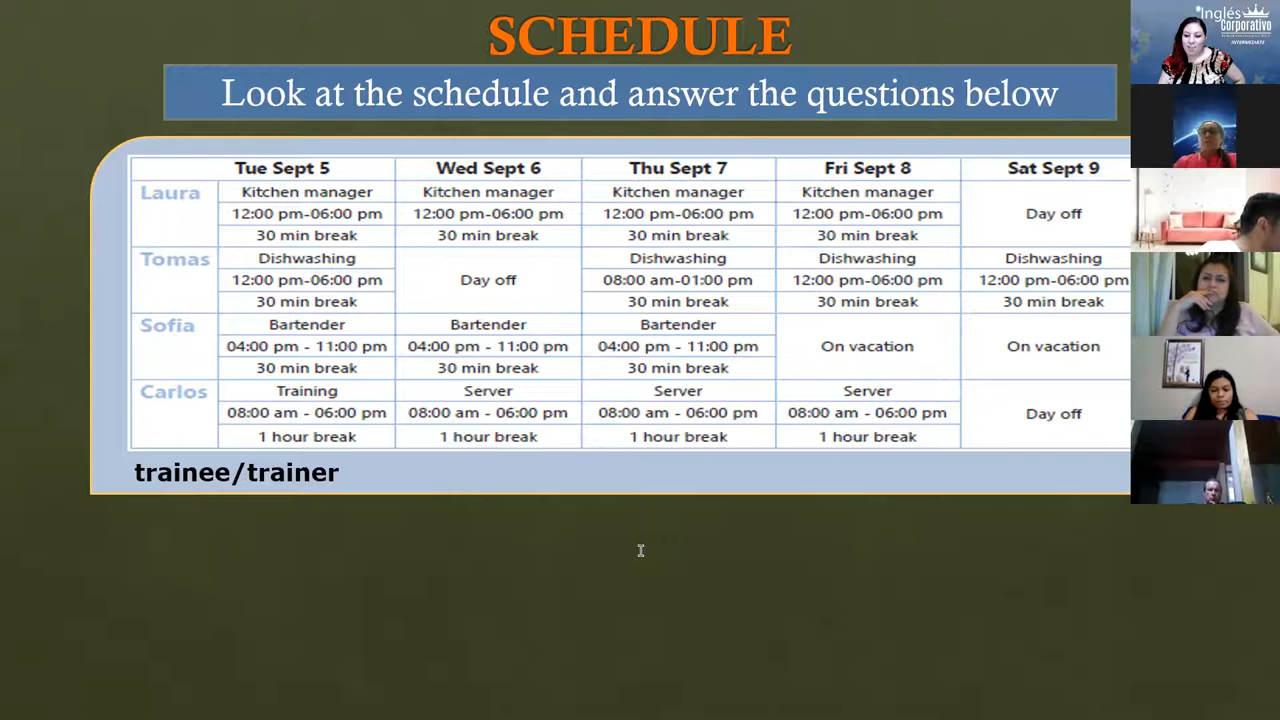 SCHEDULE
Look at the schedule and answer the questions below
Tue Sept 5 Wed Sept 6 Thu Sept 7 Fri Sept 8 Sat Sept 9
Laura Kitchen manager Kitchen manager Kitchen manager Kitchen manager
12:00 pm-06:00 pm 12:00 pm-06:00 pm 12:00 pm-06:00 pm 12:00 pm-06:00 pm Day off
30 min break 30 min break 30 min break 30 min break
Tomas Dishwashing Dishwashing Dishwashing Dishwashing
12:00 pm-06:00 pm Day off 08:00 am-01:00 pm 12:00 pm-06:00 pm 12:00 pm-06:00 pm
30 min break 30 min break 30 min break 30 min break
Sofia Bartender Bartender Bartender
04:00 pm - 11:00 pm 04:00 pm - 11:00 pm 04:00 pm - 11:00 pm On vacation On vacation
30 min break 30 min break 30 min break
Carlos Training Server Server Server
08:00 am - 06:00 pm 08:00 am - 06:00 pm 08:00 am - 06:00 pm 08:00 am - 06:00 pm Day off
1 hour break 1 hour break 1 hour break 1 hour break
trainee/trainer
Inglés
Corporativo
INTERMEDIATE